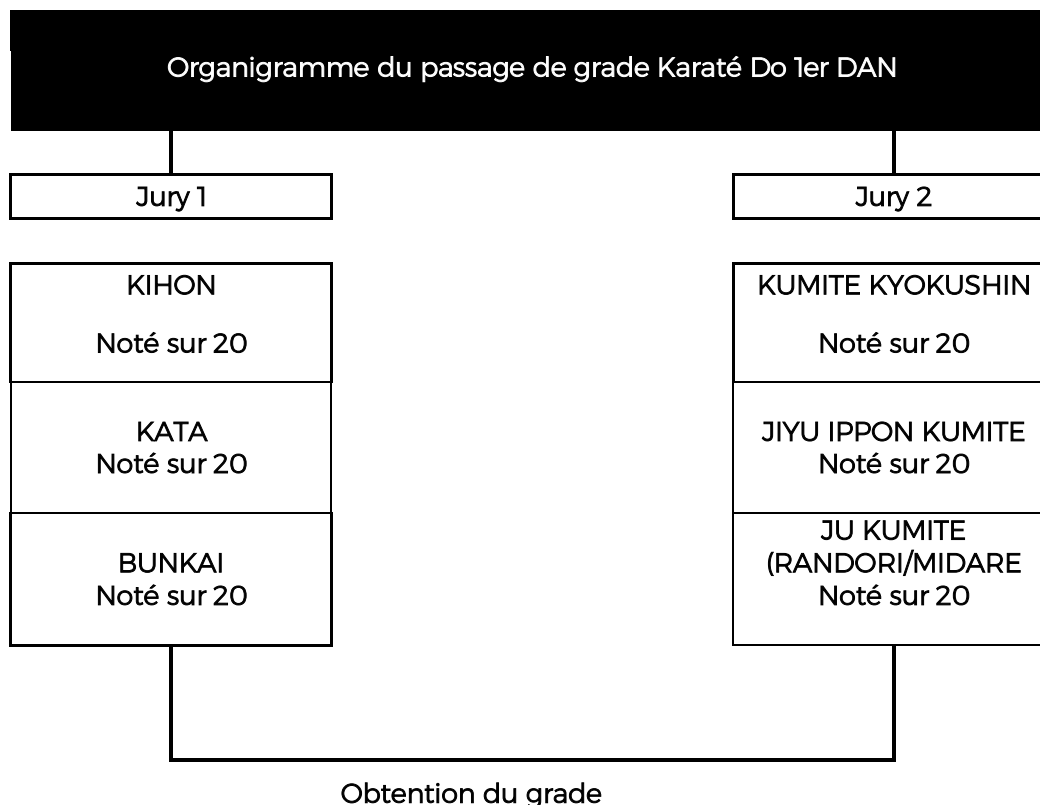 Organigramme du passage de grade Karaté Do 1er DAN
Jury 1
KIHON
Noté sur 20
KATA
Noté sur 20
BUNKAI
Noté sur 20
Jury 2
KUMITE KYOKUSHIN
Noté sur 20
JIYU IPPON KUMITE
Noté sur 20
JU KUMITE
(RANDORI/MIDARE
Noté sur 20
Obtention du grade